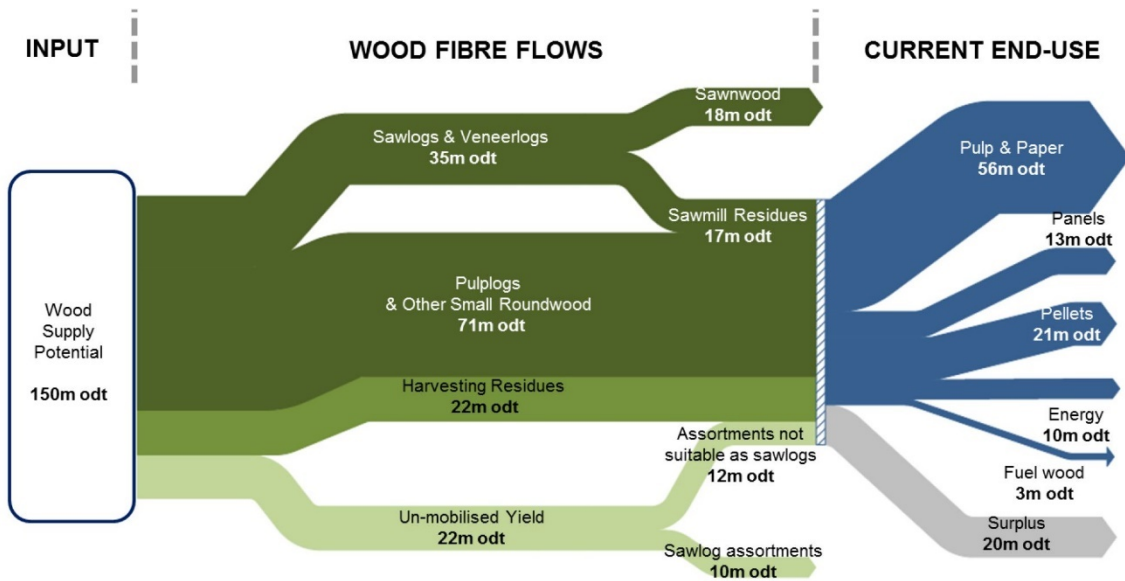 INPUT
WOOD FIBRE FLOWS
CURRENT END-USE
Wood
Supply
Potential
150m odt
Sawlogs & Veneerlogs
35m odt
Sawnwood
18m odt
Sawmill Residues
17m odt
Pulplogs
& Other Small Roundwood
71m odt
Harvesting Residues
22m odt
Assortments not
suitable as sawlogs
12m odt
Un-mobilised Yield
22m odt
Sawlog assortments
10m odt
Pulp & Paper
56m odt
Panels
13m odt
Pellets
21m odt
Energy
10m odt
Fuel wood
3m odt
Surplus
20m odt